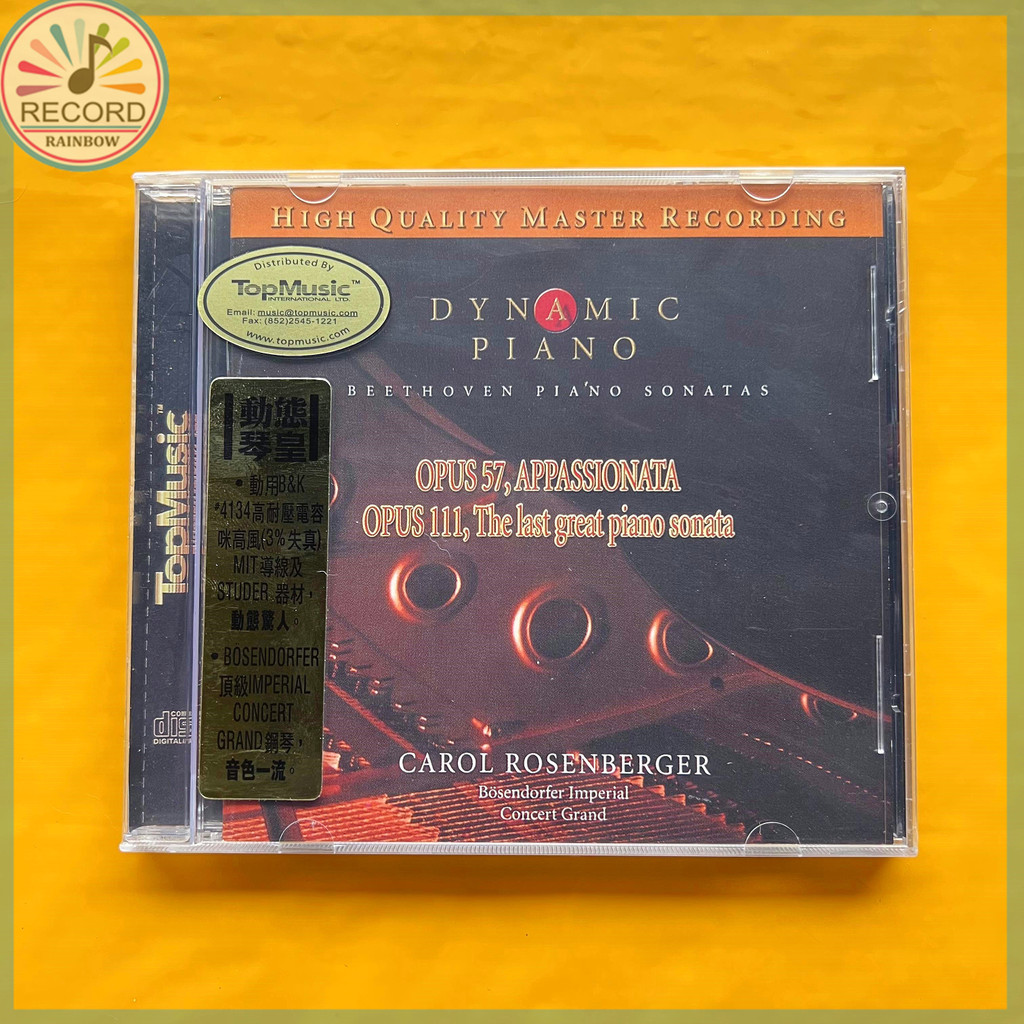 RECORD
RAINBOW
HIGH QUALITY MASTER RECORDING
Distributed By
TopMusic™
INTERNATIONAL LTD.
Email: music@topmusic.com
Fax: (852)2545-1221
www.topmusic.com
DYNAMIC
PIANO
BEETHOVEN PIANO SONATAS
OPUS 57, APPASSIONATA
OPUS 111, The last great piano sonata
CAROL ROSENBERGER
Bösendorfer Imperial
Concert Grand
動態
琴皇
• 動用B&K
#4134高耐壓電容
咪高風(3%失真)
MIT導線及
STUDER 器材，
動態驚人。
• BOSENDORFER
頂級IMPERIAL
CONCERT
GRAND鋼琴，
音色一流。
TopMusic™